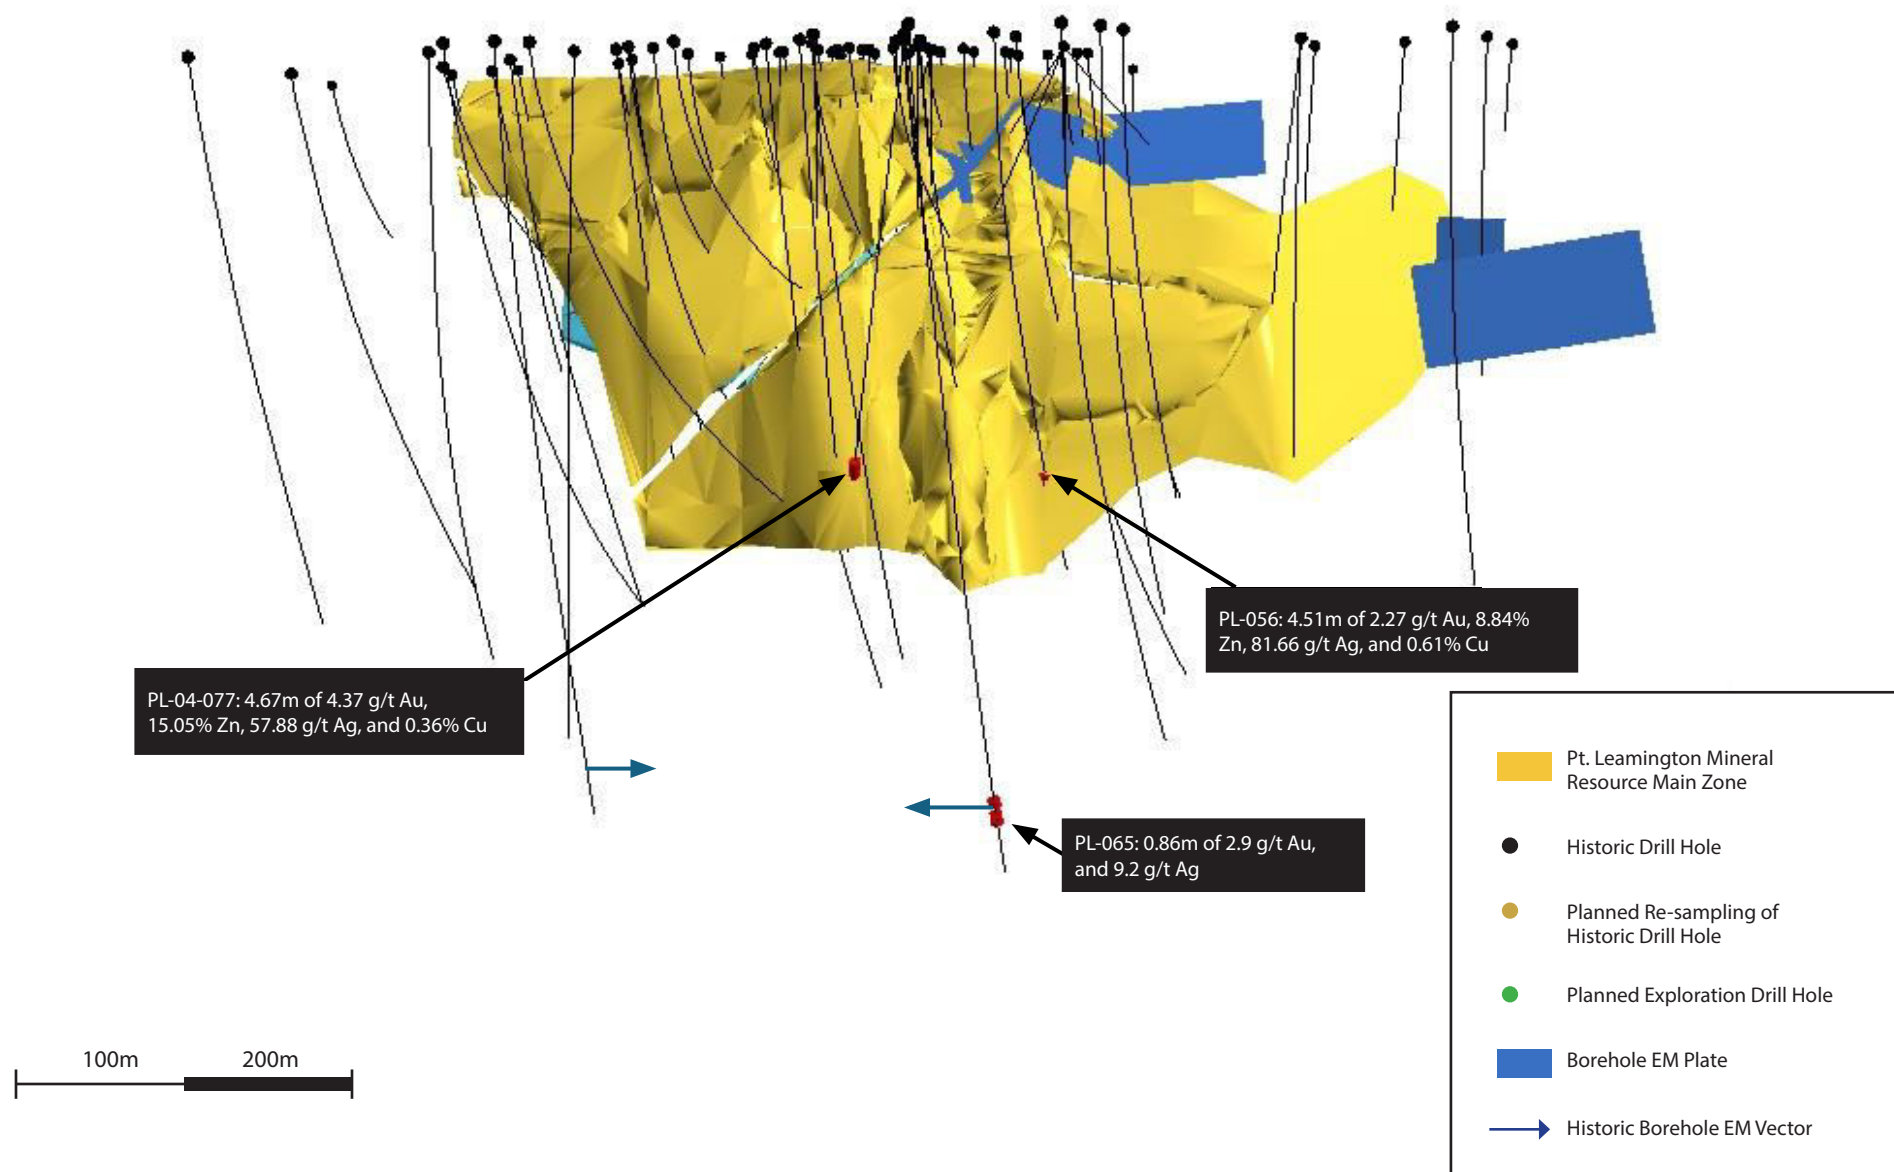 PL-056: 4.51m of 2.27 g/t Au, 8.84%
Zn, 81.66 g/t Ag, and 0.61% Cu
PL-04-077: 4.67m of 4.37 g/t Au,
15.05% Zn, 57.88 g/t Ag, and 0.36% Cu
PL-065: 0.86m of 2.9 g/t Au,
and 9.2 g/t Ag
Pt. Leamington Mineral
Resource Main Zone
Historic Drill Hole
Planned Re-sampling of
Historic Drill Hole
Planned Exploration Drill Hole
Borehole EM Plate
Historic Borehole EM Vector
100m 200m